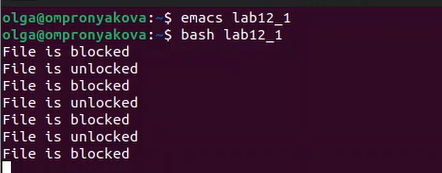 olga@ompronyakova:~$ emacs lab12_1
olga@ompronyakova:~$ bash lab12_1
File is blocked
File is unlocked
File is blocked
File is unlocked
File is blocked
File is unlocked
File is blocked